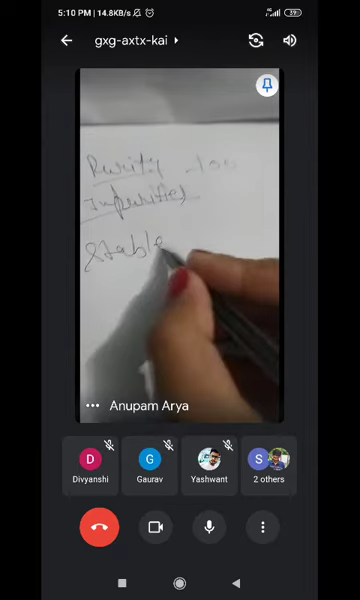 5:10 PM | 14.8KB/s 39
gxg-axtx-kai
Purity 100
Impurities
Stable
Anupam Arya
D G S
Divyanshi Gaurav Yashwant 2 others